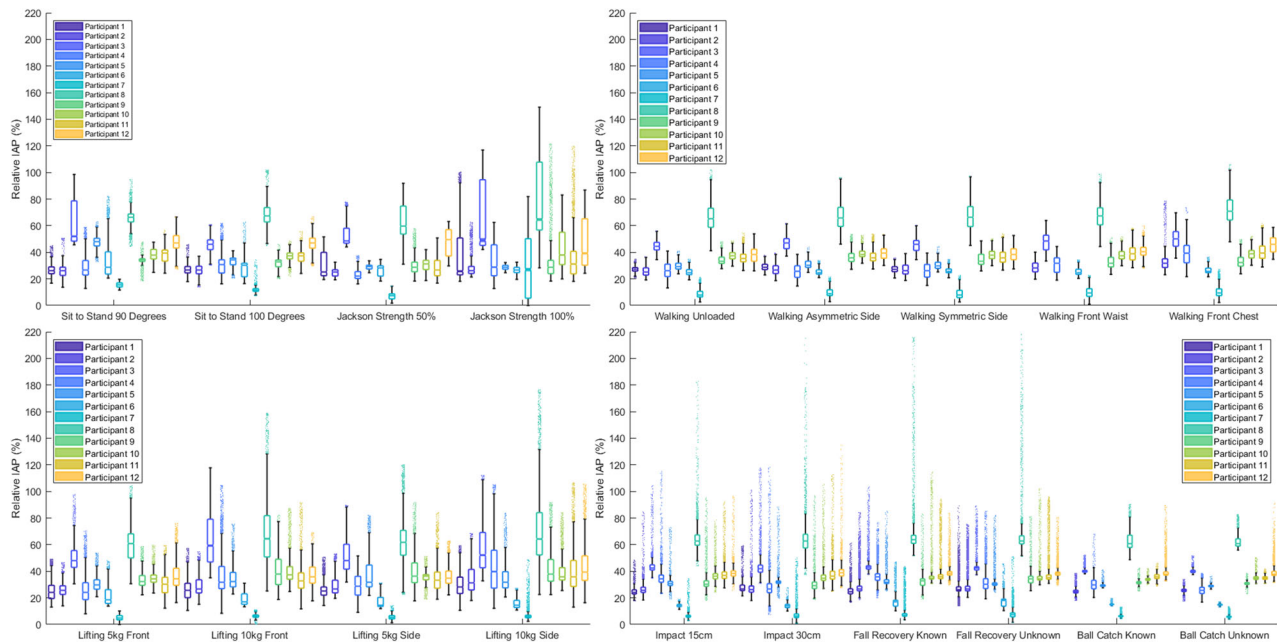 220
200
180
160
140
120
100
80
60
40
20
0
Relative IAP (%)
Participant 1
Participant 2
Participant 3
Participant 4
Participant 5
Participant 6
Participant 7
Participant 8
Participant 9
Participant 10
Participant 11
Participant 12
Sit to Stand 90 Degrees
Sit to Stand 100 Degrees
Jackson Strength 50%
Jackson Strength 100%
220
200
180
160
140
120
100
80
60
40
20
0
Relative IAP (%)
Participant 1
Participant 2
Participant 3
Participant 4
Participant 5
Participant 6
Participant 7
Participant 8
Participant 9
Participant 10
Participant 11
Participant 12
Walking Unloaded
Walking Asymmetric Side
Walking Symmetric Side
Walking Front Waist
Walking Front Chest
220
200
180
160
140
120
100
80
60
40
20
0
Relative IAP (%)
Participant 1
Participant 2
Participant 3
Participant 4
Participant 5
Participant 6
Participant 7
Participant 8
Participant 9
Participant 10
Participant 11
Participant 12
Lifting 5kg Front
Lifting 10kg Front
Lifting 5kg Side
Lifting 10kg Side
220
200
180
160
140
120
100
80
60
40
20
0
Relative IAP (%)
Participant 1
Participant 2
Participant 3
Participant 4
Participant 5
Participant 6
Participant 7
Participant 8
Participant 9
Participant 10
Participant 11
Participant 12
Impact 15cm
Impact 30cm
Fall Recovery Known
Fall Recovery Unknown
Ball Catch Known
Ball Catch Unknown